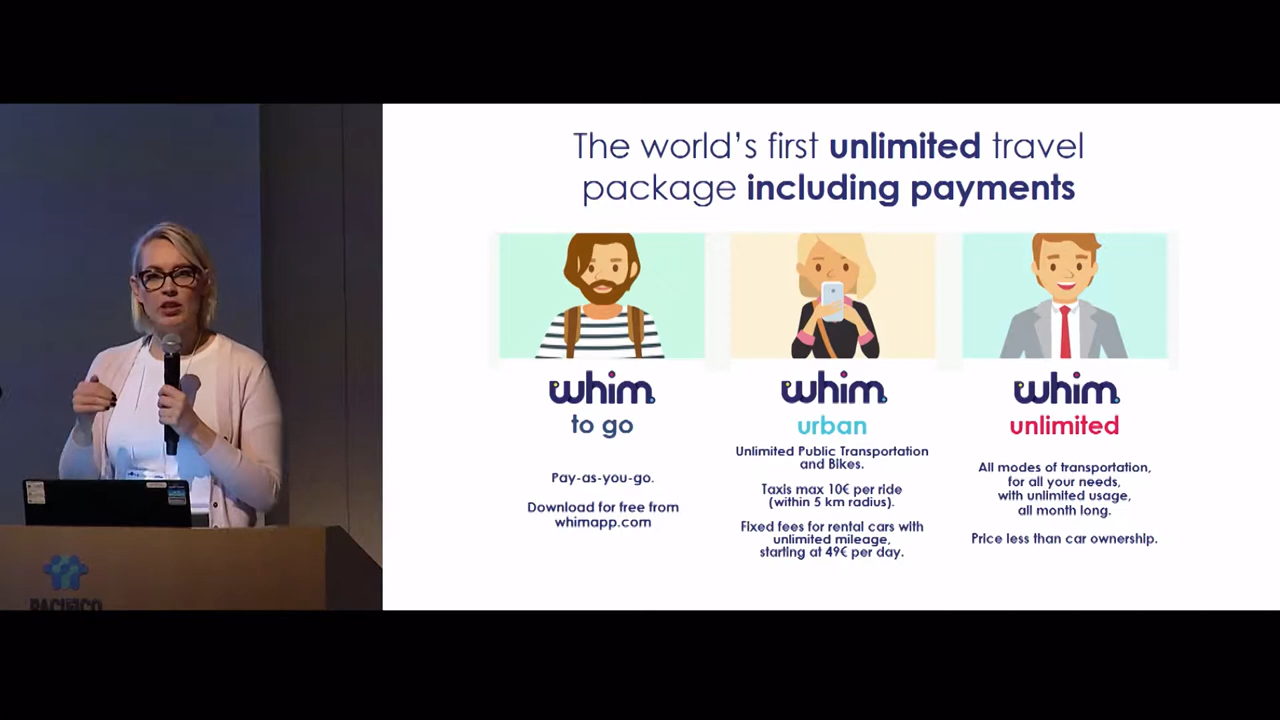 The world's first unlimited travel
package including payments
whim
to go
Pay-as-you-go.
Download for free from
whimapp.com
whim
urban
Unlimited Public Transportation
and Bikes.
Taxis max 10€ per ride
(within 5 km radius).
Fixed fees for rental cars with
unlimited mileage,
starting at 49€ per day.
whim
unlimited
All modes of transportation,
for all your needs,
with unlimited usage,
all month long.
Price less than car ownership.
PACIFICO